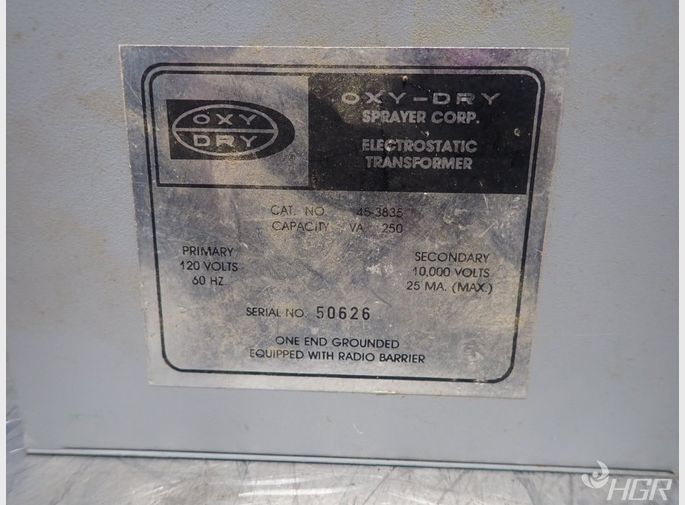 OXY
DRY
OXY-DRY
SPRAYER CORP.
ELECTROSTATIC
TRANSFORMER
CAT. NO. 45-3835
CAPACITY VA 250
PRIMARY
120 VOLTS
60 HZ.
SECONDARY
10,000 VOLTS
25 MA. (MAX.)
SERIAL NO. 50626
ONE END GROUNDED
EQUIPPED WITH RADIO BARRIER
HGR